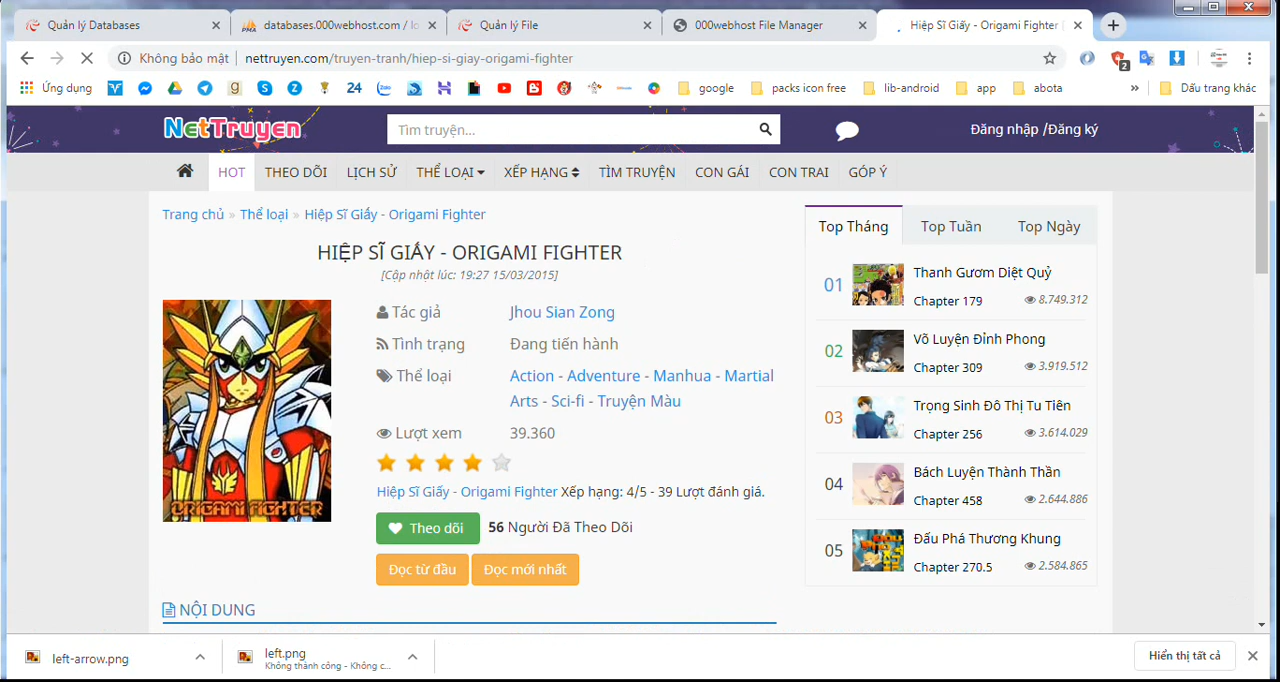 Quản lý Databases
databases.000webhost.com / lo
Quản lý File
000webhost File Manager
Hiệp Sĩ Giấy - Origami Fighter
Không bảo mật | nettruyen.com/truyen-tranh/hiep-si-giay-origami-fighter
2
Ứng dụng
24
google
packs icon free
lib-android
app
abota
»
Dấu trang khác
NetTruyen
Tìm truyện...
Đăng nhập /Đăng ký
HOT
THEO DÕI
LỊCH SỬ
THỂ LOẠI
XẾP HẠNG
TÌM TRUYỆN
CON GÁI
CON TRAI
GÓP Ý
Trang chủ » Thể loại » Hiệp Sĩ Giấy - Origami Fighter
HIỆP SĨ GIẤY - ORIGAMI FIGHTER
[Cập nhật lúc: 19:27 15/03/2015]
ORIGAMI FIGHTER
Tác giả
Jhou Sian Zong
Tình trạng
Đang tiến hành
Thể loại
Action - Adventure - Manhua - Martial
Arts - Sci-fi - Truyện Màu
Lượt xem
39.360
Hiệp Sĩ Giấy - Origami Fighter Xếp hạng: 4/5 - 39 Lượt đánh giá.
Theo dõi
56 Người Đã Theo Dõi
Đọc từ đầu
Đọc mới nhất
NỘI DUNG
Top Tháng
Top Tuần
Top Ngày
01
Thanh Gươm Diệt Quỷ
Chapter 179
8.749.312
02
Võ Luyện Đỉnh Phong
Chapter 309
3.919.512
03
Trọng Sinh Đô Thị Tu Tiên
Chapter 256
3.614.029
04
Bách Luyện Thành Thần
Chapter 458
2.644.886
05
Đấu Phá Thương Khung
Chapter 270.5
2.584.865
left-arrow.png
left.png
Không thành công - Không c...
Hiển thị tất cả